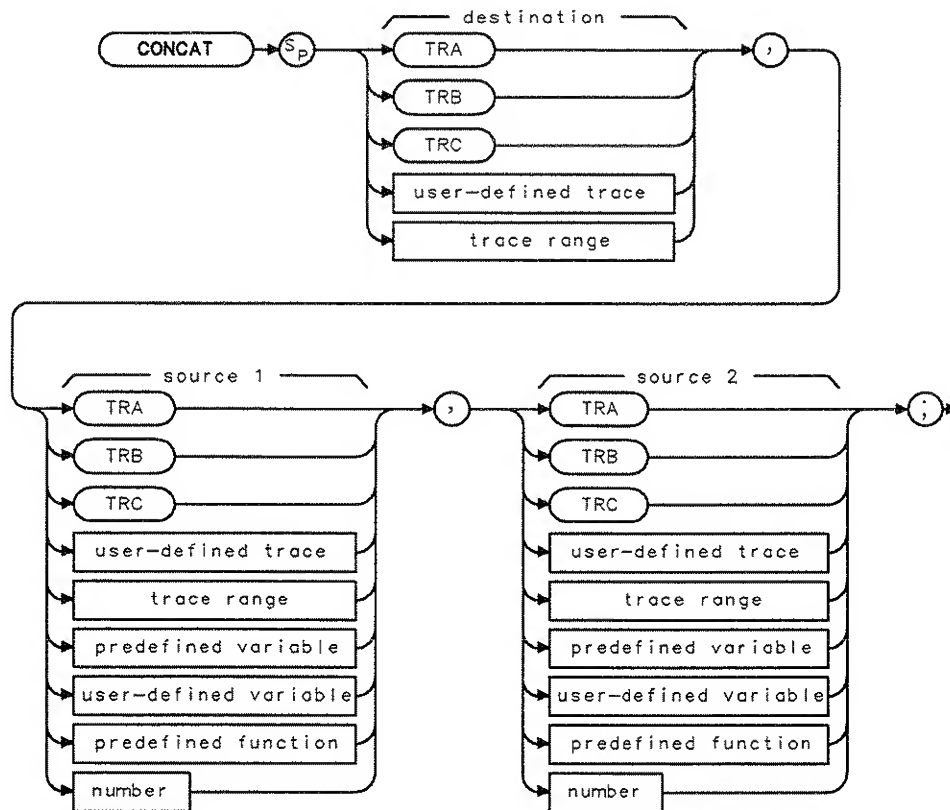 destination
CONCAT SP TRA ,
TRB
TRC
user-defined trace
trace range
source 1
TRA ,
TRB
TRC
user-defined trace
trace range
predefined variable
user-defined variable
predefined function
number
source 2
TRA ;
TRB
TRC
user-defined trace
trace range
predefined variable
user-defined variable
predefined function
number